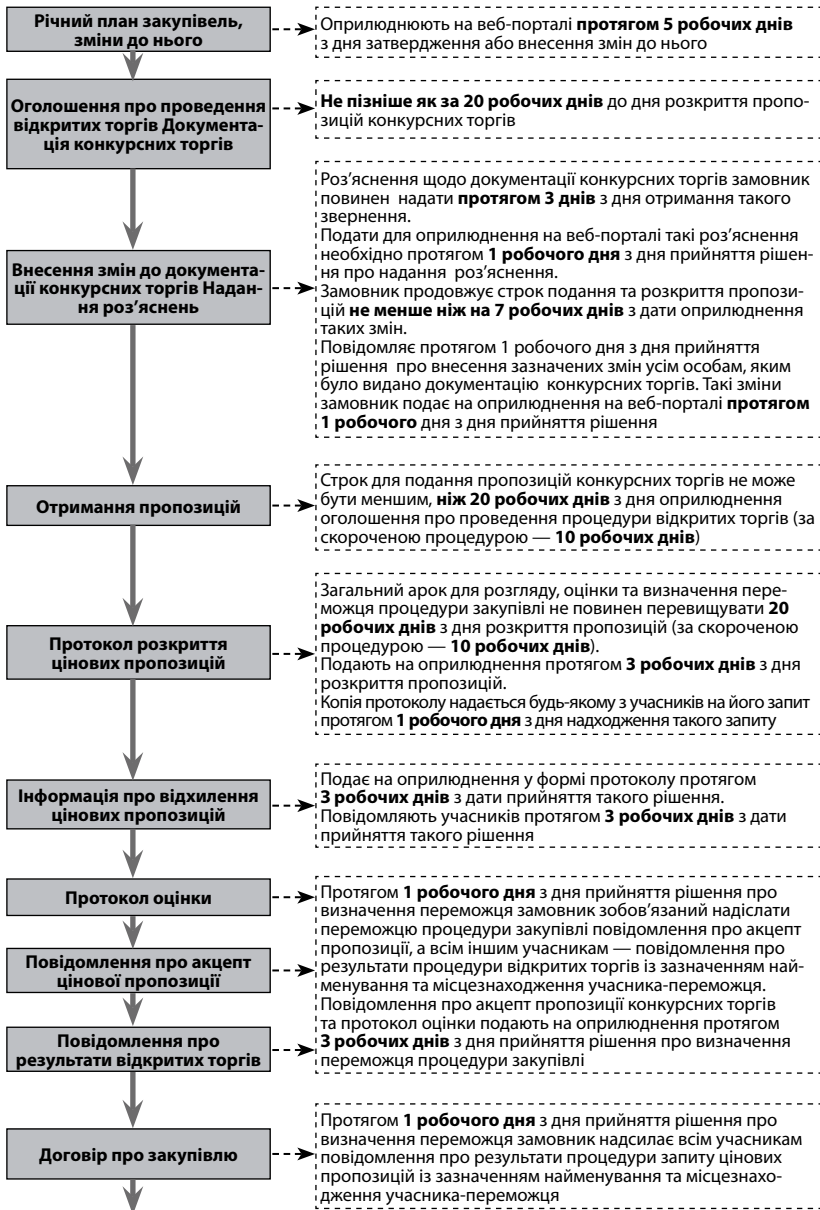 Річний план закупівель,
зміни до нього
Оприлюднюють на веб-порталі протягом 5 робочих днів
з дня затвердження або внесення змін до нього
Оголошення про проведення
відкритих торгів Документа-
ція конкурсних торгів
Не пізніше як за 20 робочих днів до дня розкриття пропо-
зицій конкурсних торгів
Внесення змін до документа-
ції конкурсних торгів Надан-
ня роз’яснень
Роз’яснення щодо документації конкурсних торгів замовник
повинен надати протягом 3 днів з дня отримання такого
звернення.
Подати для оприлюднення на веб-порталі такі роз’яснення
необхідно протягом 1 робочого дня з дня прийняття рішен-
ня про надання роз’яснення.
Замовник продовжує строк подання та розкриття пропози-
цій не менше ніж на 7 робочих днів з дати оприлюднення
таких змін.
Повідомляє протягом 1 робочого дня з дня прийняття
рішення про внесення зазначених змін усім особам, яким
було видано документацію конкурсних торгів. Такі зміни
замовник подає на оприлюднення на веб-порталі протягом
1 робочого дня з дня прийняття рішення
Отримання пропозицій
Строк для подання пропозицій конкурсних торгів не може
бути меншим, ніж 20 робочих днів з дня оприлюднення
оголошення про проведення процедури відкритих торгів (за
скороченою процедурою — 10 робочих днів)
Протокол розкриття
цінових пропозицій
Загальний арок для розгляду, оцінки та визначення пере-
можця процедури закупівлі не повинен перевищувати 20
робочих днів з дня розкриття пропозицій (за скороченою
процедурою — 10 робочих днів).
Подають на оприлюднення протягом 3 робочих днів з дня
розкриття пропозицій.
Копія протоколу надається будь-якому з учасників на його запит
протягом 1 робочого дня з дня надходження такого запиту
Інформація про відхилення
цінових пропозицій
Подає на оприлюднення у формі протоколу протягом
3 робочих днів з дати прийняття такого рішення.
Повідомляють учасників протягом 3 робочих днів з дати
прийняття такого рішення
Протокол оцінки
Повідомлення про акцепт
цінової пропозиції
Повідомлення про
результати відкритих торгів
Протягом 1 робочого дня з дня прийняття рішення про
визначення переможця замовник зобов’язаний надіслати
переможцю процедури закупівлі повідомлення про акцепт
пропозиції, а всім іншим учасникам — повідомлення про
результати процедури відкритих торгів із зазначенням най-
менування та місцезнаходження учасника-переможця.
Повідомлення про акцепт пропозиції конкурсних торгів
та протокол оцінки подають на оприлюднення протягом
3 робочих днів з дня прийняття рішення про визначення
переможця процедури закупівлі
Договір про закупівлю
Протягом 1 робочого дня з дня прийняття рішення про
визначення переможця замовник надсилає всім учасникам
повідомлення про результати процедури запиту цінових
пропозицій із зазначенням найменування та місцезнахо-
дження учасника-переможця